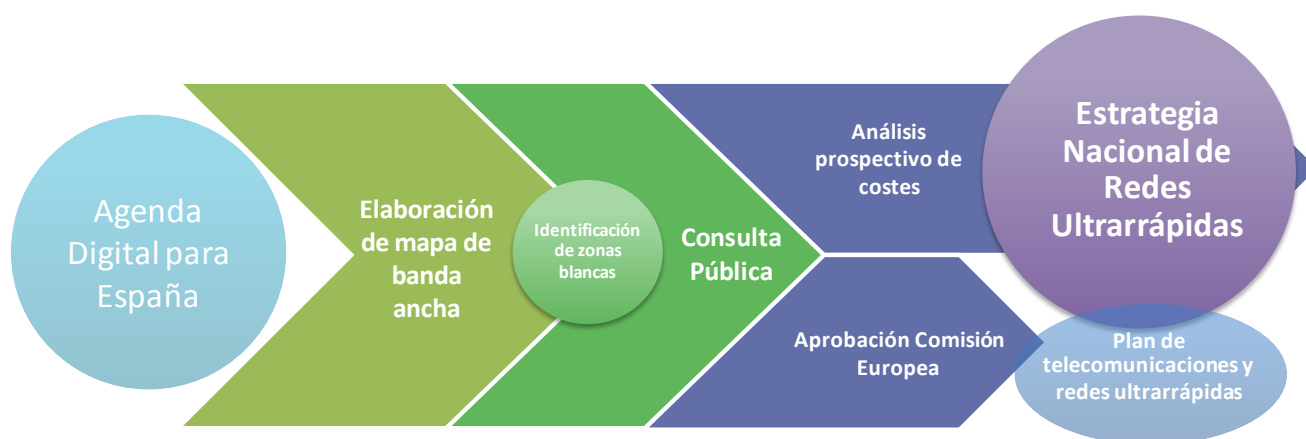 Agenda
Digital para
España
Elaboración
de mapa de
banda
ancha
Identificación
de zonas
blancas
Consulta
Pública
Análisis
prospectivo de
costes
Aprobación Comisión
Europea
Estrategia
Nacional de
Redes
Ultrarrápidas
Plan de
telecomunicaciones y
redes ultrarrápidas